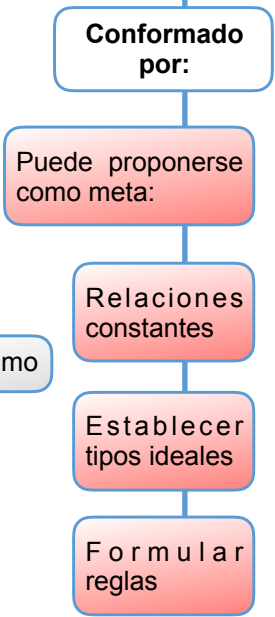 Conformado
por:
Puede proponerse
como meta:
Relaciones
constantes
mo
Establecer
tipos ideales
Formular
reglas